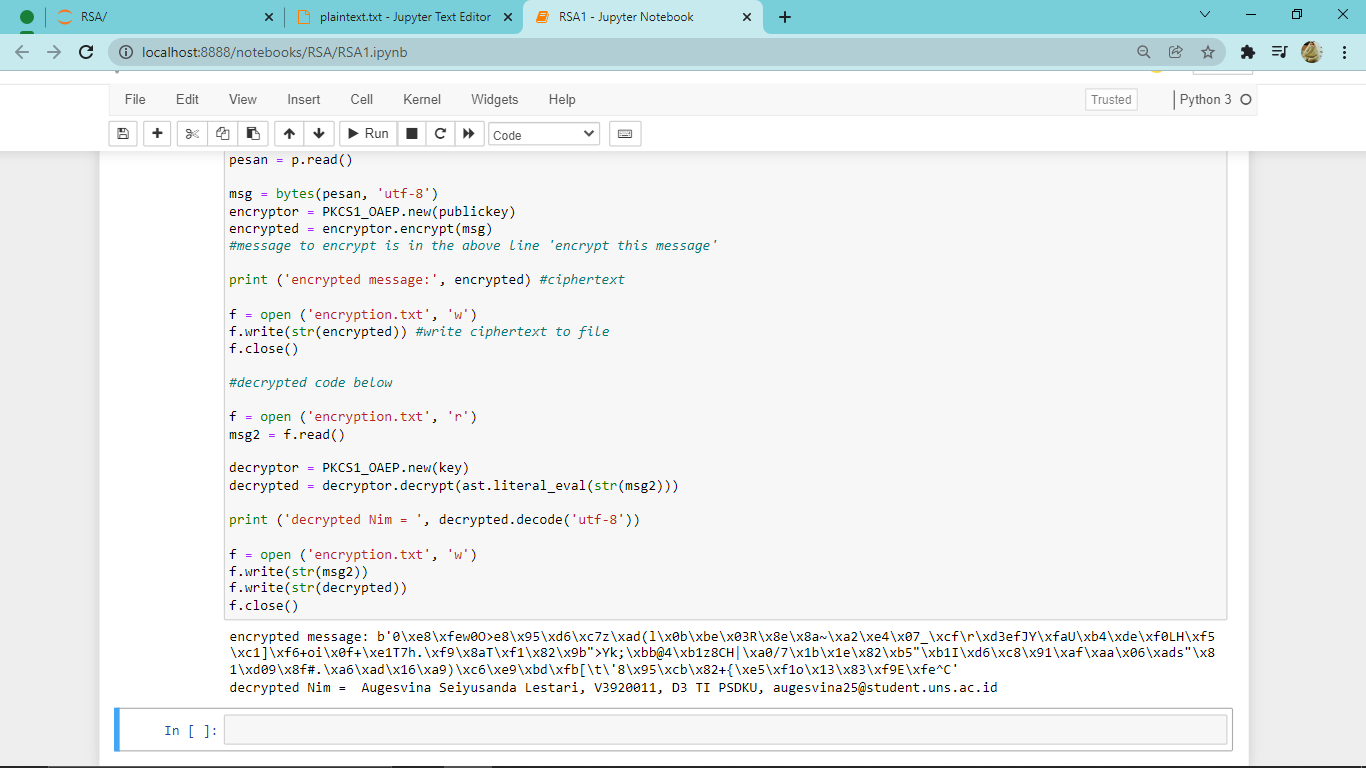 RSA/
plaintext.txt - Jupyter Text Editor
RSA1 - Jupyter Notebook
localhost:8888/notebooks/RSA/RSA1.ipynb
File Edit View Insert Cell Kernel Widgets Help
Trusted
Python 3
Run
Code
pesan = p.read()
msg = bytes(pesan, 'utf-8')
encryptor = PKCS1_OAEP.new(publickey)
encrypted = encryptor.encrypt(msg)
#message to encrypt is in the above line 'encrypt this message'
print ('encrypted message:', encrypted) #ciphertext
f = open ('encryption.txt', 'w')
f.write(str(encrypted)) #write ciphertext to file
f.close()
#decrypted code below
f = open ('encryption.txt', 'r')
msg2 = f.read()
decryptor = PKCS1_OAEP.new(key)
decrypted = decryptor.decrypt(ast.literal_eval(str(msg2)))
print ('decrypted Nim = ', decrypted.decode('utf-8'))
f = open ('encryption.txt', 'w')
f.write(str(msg2))
f.write(str(decrypted))
f.close()
encrypted message: b'0\xe8\xfew0O>e8\x95\xd6\xc7z\xad(l\x0b\xbe\x03R\x8e\x8a~\xa2\xe4\x07_\xcf\r\xd3efJY\xfaU\xb4\xde\xf0LH\xf5
\xc1]\xf6+oi\x0f+\xe1T7h.\xf9\x8aT\xf1\x82\x9b">Yk;\xbb@4\xb1z8CH|\xa0/7\x1b\x1e\x82\xb5"\xb1I\xd6\xc8\x91\xaf\xaa\x06\xads"\x8
1\xd09\x8f#.\xa6\xad\x16\xa9)\xc6\xe9\xbd\xfb[\t\'8\x95\xcb\x82+{\xe5\xf1o\x13\x83\xf9E\xfe^C'
decrypted Nim =  Augesvina Seiyusanda Lestari, V3920011, D3 TI PSDKU, augesvina25@student.uns.ac.id
In [ ]: